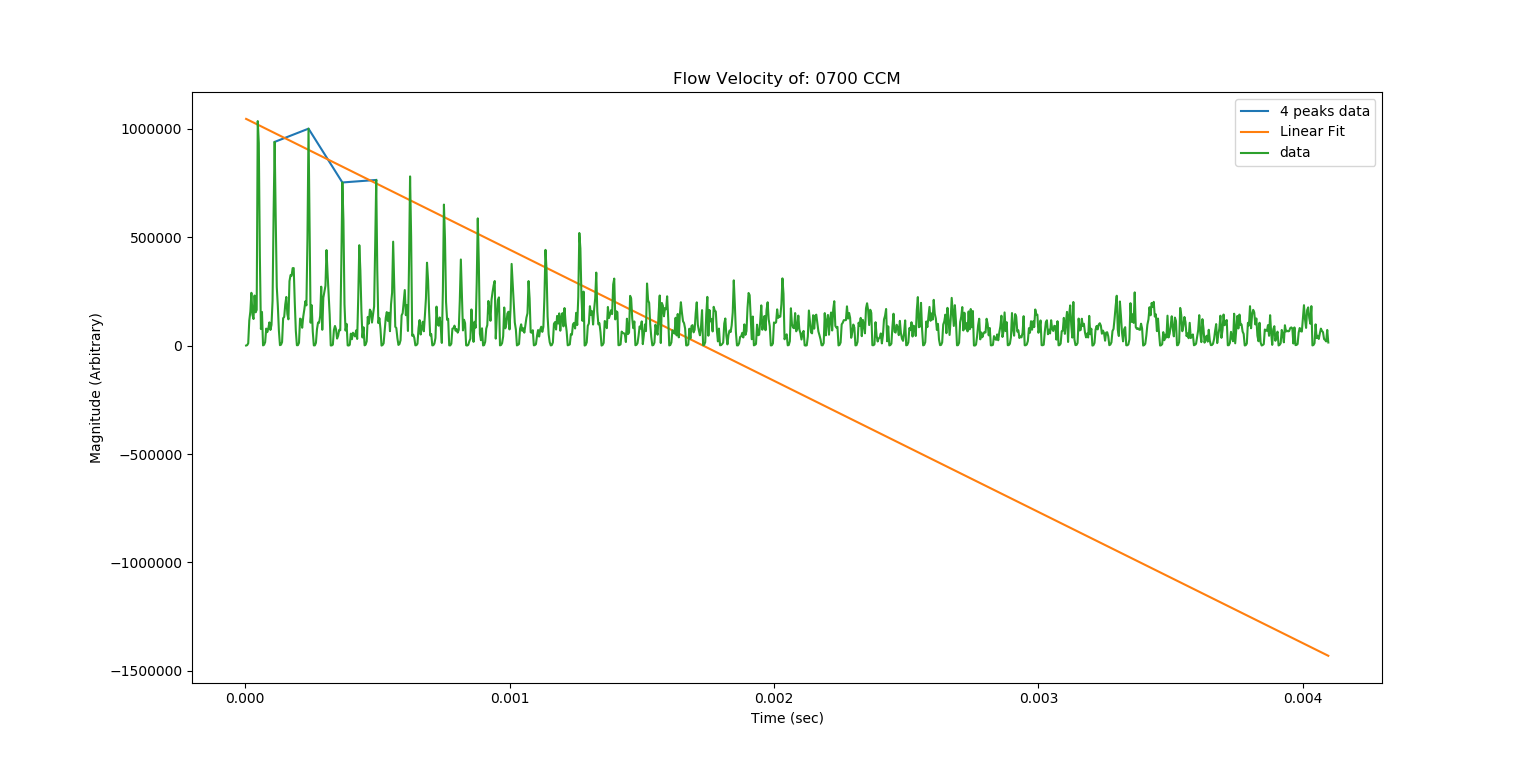 Flow Velocity of: 0700 CCM
4 peaks data
Linear Fit
data
Magnitude (Arbitrary)
1000000
500000
0
−500000
−1000000
−1500000
0.000 0.001 0.002 0.003 0.004
Time (sec)